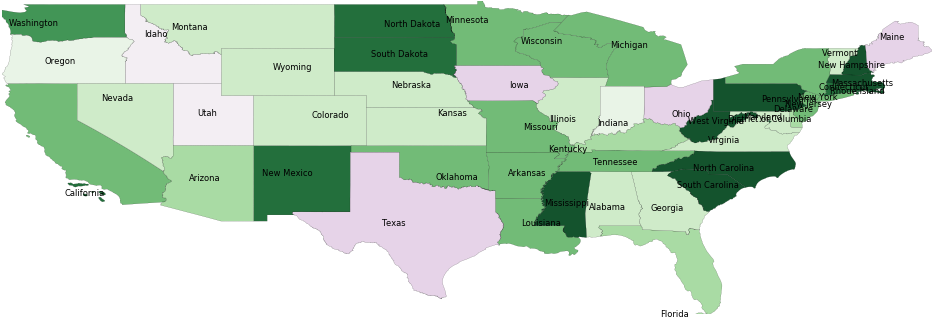 Washington
Montana
North Dakota
Minnesota
Idaho
Maine
Wisconsin
Michigan
South Dakota
Vermont
Oregon
Wyoming
New Hampshire
Nebraska
Iowa
Massachusetts
Connecticut
Rhode Island
Nevada
New York
Pennsylvania
New Jersey
Utah
Colorado
Kansas
Ohio
Delaware
Maryland
Illinois
Indiana
West Virginia
District of Columbia
Missouri
Virginia
Kentucky
Tennessee
North Carolina
New Mexico
Arkansas
Arizona
Oklahoma
South Carolina
California
Mississippi
Alabama
Georgia
Texas
Louisiana
Florida